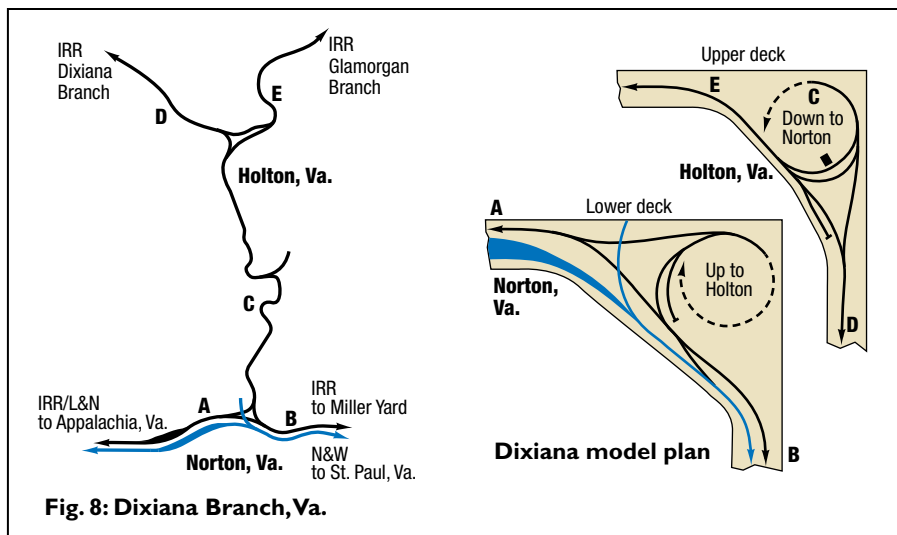 IRR
Dixiana
Branch
IRR
Glamorgan
Branch
D
E
Holton, Va.
C
IRR/L&N
to Appalachia, Va.
A
B
IRR
to Miller Yard
Norton, Va.
N&W
to St. Paul, Va.
Fig. 8: Dixiana Branch, Va.
Upper deck
E
C
Down to
Norton
Holton, Va.
D
Lower deck
A
Norton,
Va.
Up to
Holton
B
Dixiana model plan